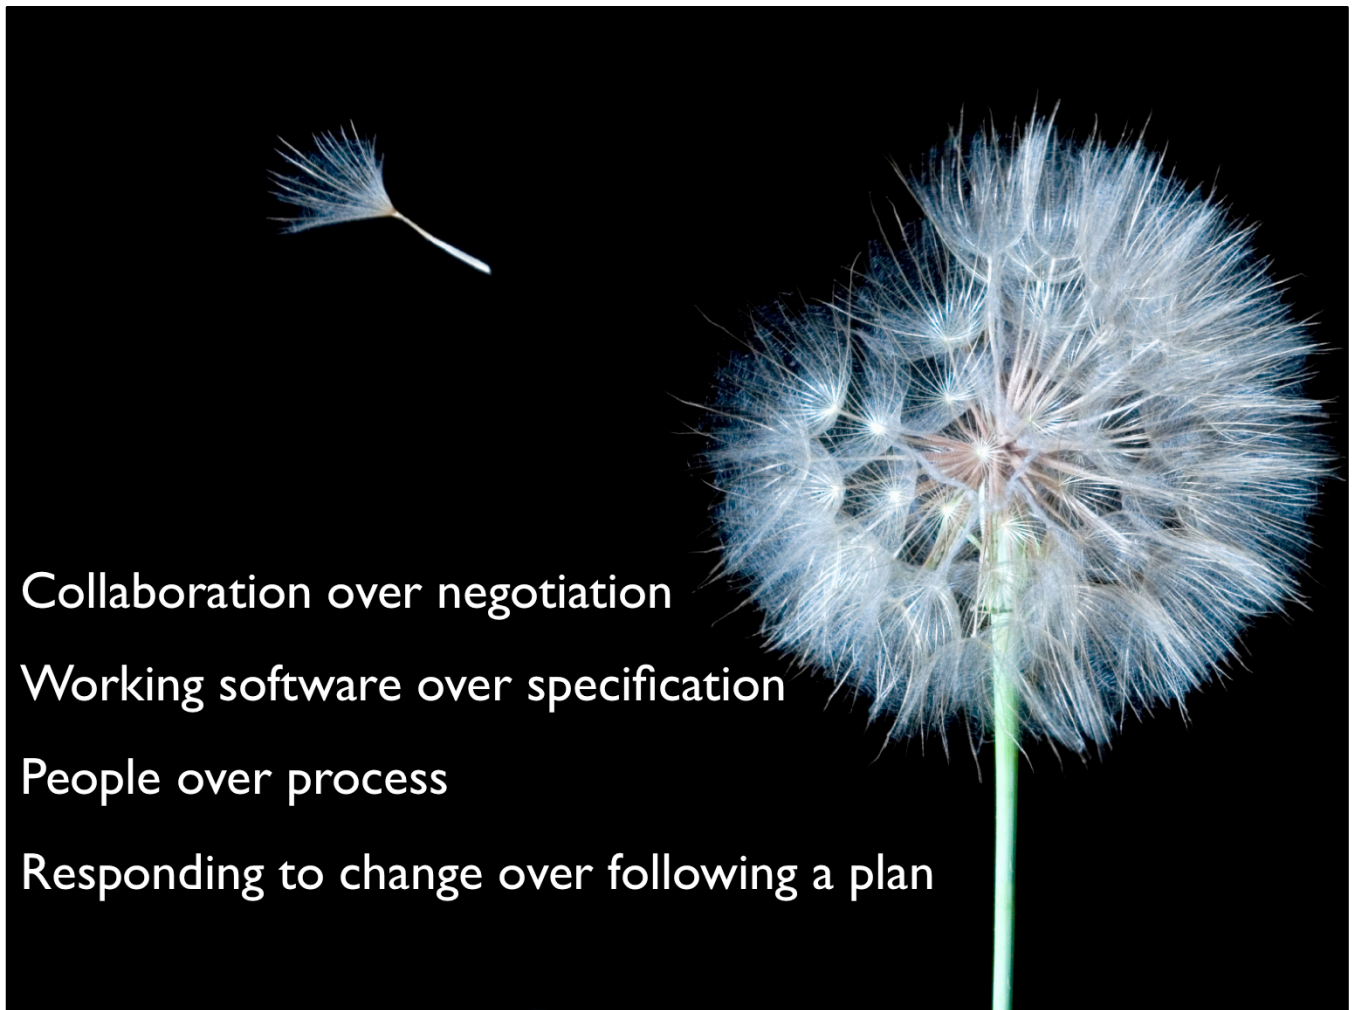 Collaboration over negotiation
Working software over specification
People over process
Responding to change over following a plan